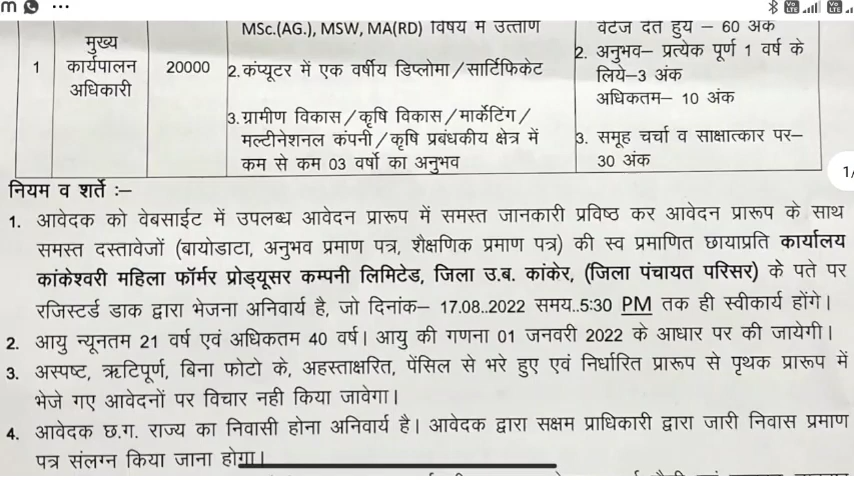 MSc.(AG.), MSW, MA(RD) विषय में उत्तीर्ण
वेटेज देते हुये – 60 अंक
1
मुख्य
कार्यपालन
अधिकारी
20000
2. कंप्यूटर में एक वर्षीय डिप्लोमा / सार्टिफिकेट
3. ग्रामीण विकास / कृषि विकास / मार्केटिंग /
मल्टीनेशनल कंपनी / कृषि प्रबंधकीय क्षेत्र में
कम से कम 03 वर्षो का अनुभव
2. अनुभव– प्रत्येक पूर्ण 1 वर्ष के
लिये–3 अंक
अधिकतम– 10 अंक
3. समूह चर्चा व साक्षात्कार पर–
30 अंक
1/
नियम व शर्ते :–
1. आवेदक को वेबसाईट में उपलब्ध आवेदन प्रारूप में समस्त जानकारी प्रविष्ठ कर आवेदन प्रारूप के साथ
समस्त दस्तावेजों (बायोडाटा, अनुभव प्रमाण पत्र, शैक्षणिक प्रमाण पत्र) की स्व प्रमाणित छायाप्रति कार्यालय
कांकेश्वरी महिला फॉर्मर प्रोड्यूसर कम्पनी लिमिटेड, जिला उ.ब. कांकेर, (जिला पंचायत परिसर) के पते पर
रजिस्टर्ड डाक द्वारा भेजना अनिवार्य है, जो दिनांक– 17.08..2022 समय..5:30 PM तक ही स्वीकार्य होंगे।
2. आयु न्यूनतम 21 वर्ष एवं अधिकतम 40 वर्ष। आयु की गणना 01 जनवरी 2022 के आधार पर की जायेगी।
3. अस्पष्ट, ऋटिपूर्ण, बिना फोटो के, अहस्ताक्षरित, पेंसिल से भरे हुए एवं निर्धारित प्रारूप से पृथक प्रारूप में
भेजे गए आवेदनों पर विचार नही किया जावेगा।
4. आवेदक छ.ग. राज्य का निवासी होना अनिवार्य है। आवेदक द्वारा सक्षम प्राधिकारी द्वारा जारी निवास प्रमाण
पत्र संलग्न किया जाना होगा।